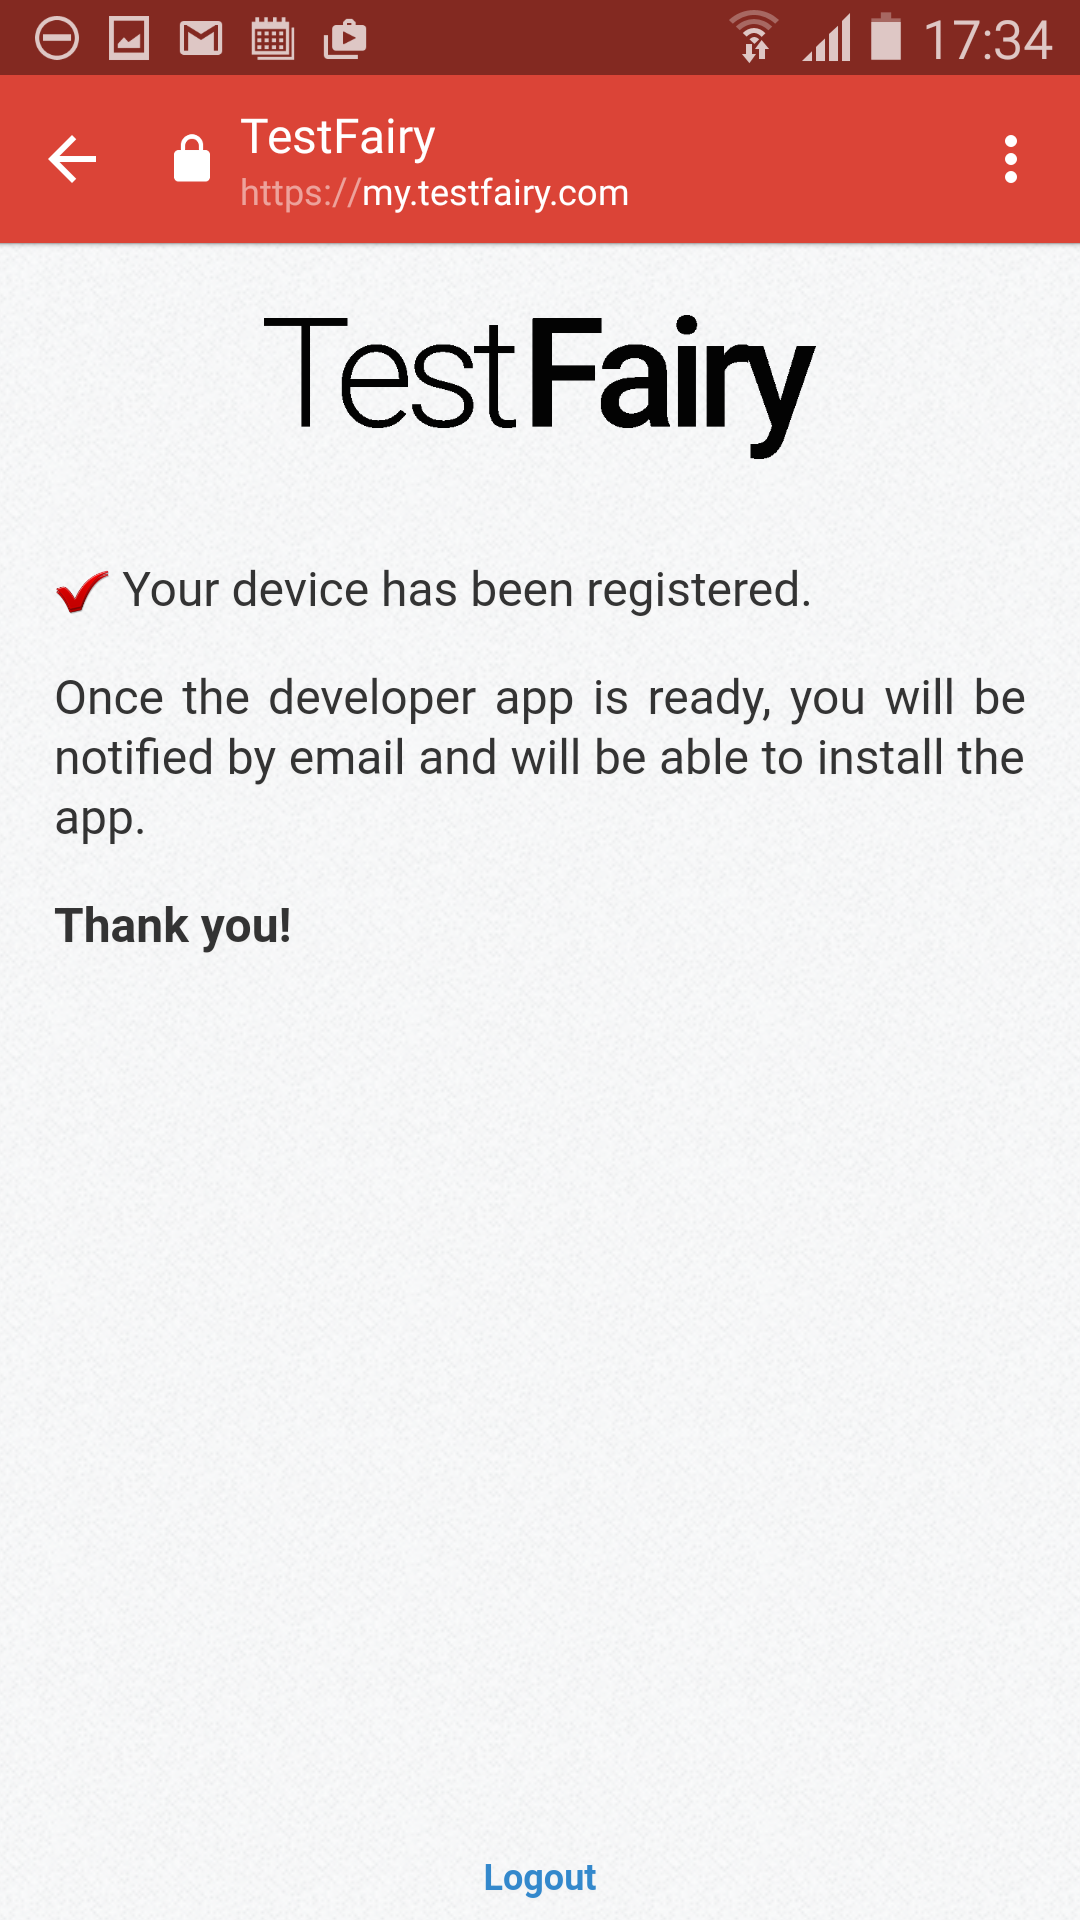 17:34
TestFairy
https://my.testfairy.com
TestFairy
Your device has been registered.
Once the developer app is ready, you will be
notified by email and will be able to install the
app.
Thank you!
Logout